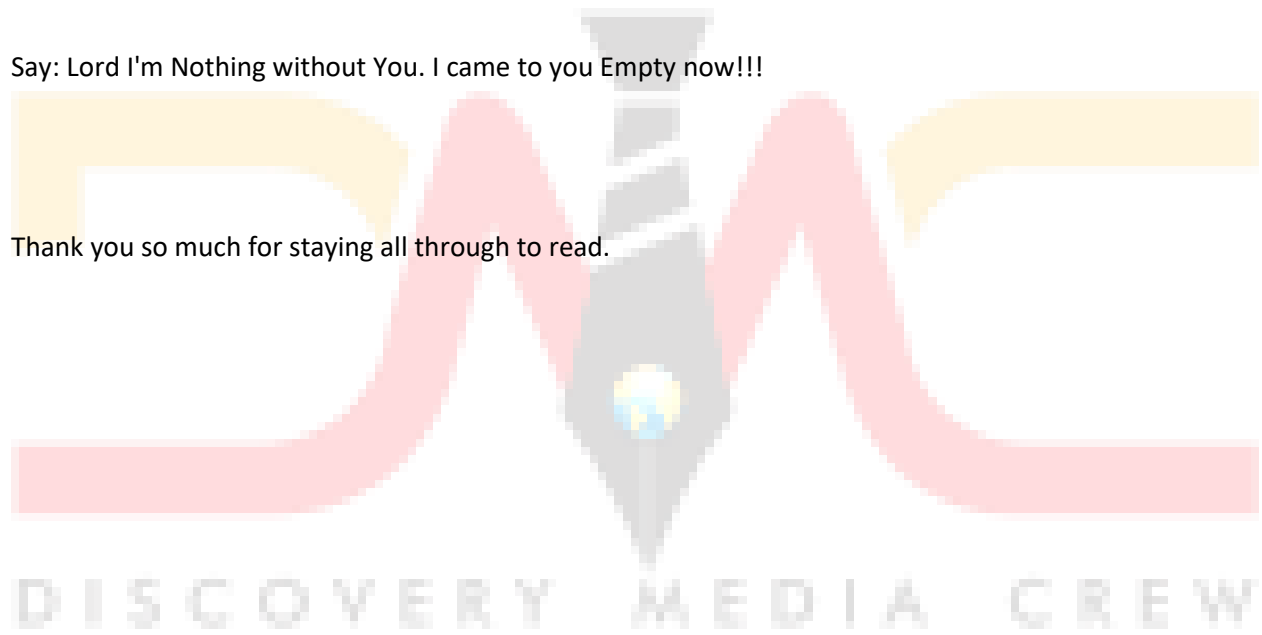 Say: Lord I'm Nothing without You. I came to you Empty now!!!
Thank you so much for staying all through to read.
DMC
DISCOVERY MEDIA CREW